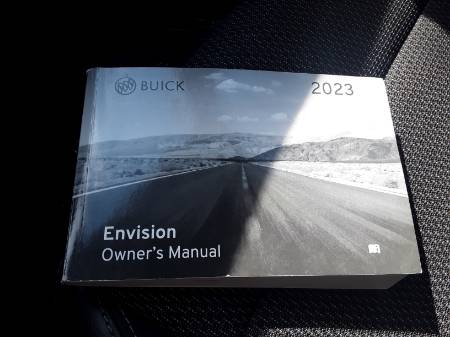 BUICK
2023
Envision
Owner's Manual